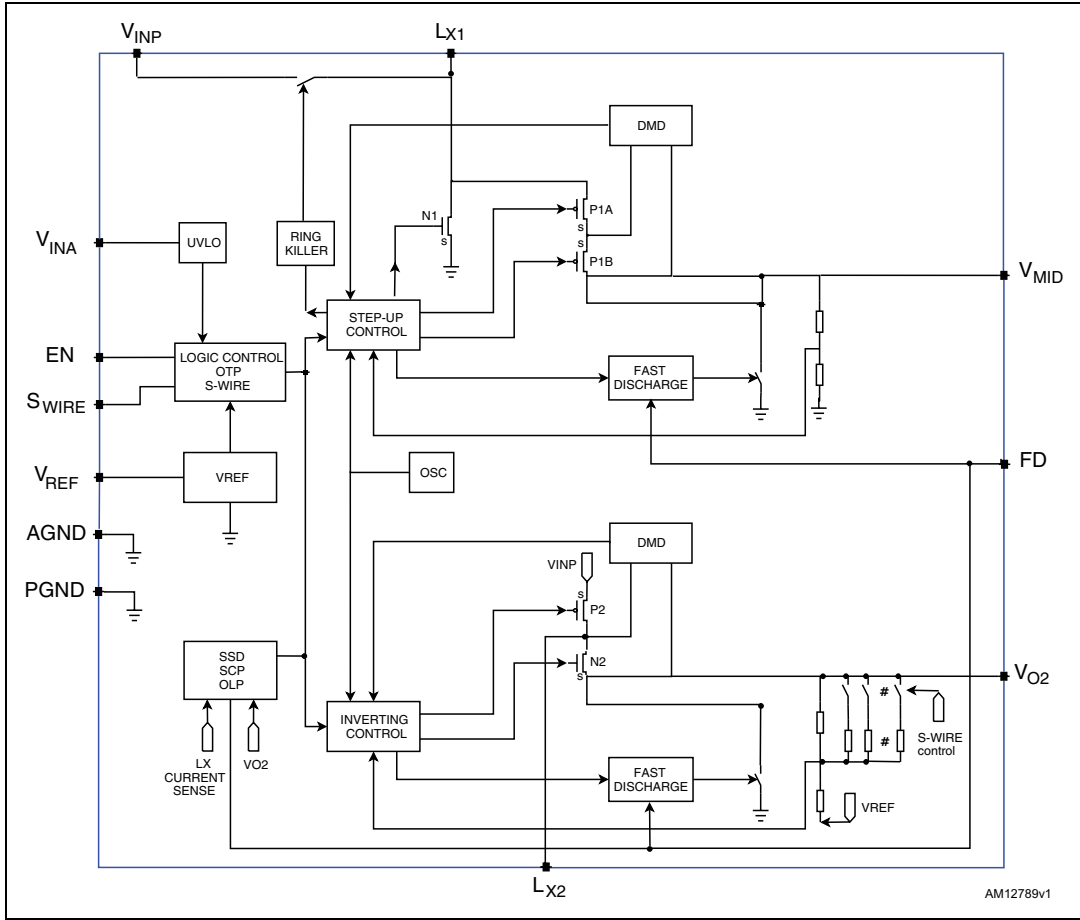 VINP
LX1
DMD
P1A
N1
S
S
VINA
UVLO
RING
KILLER
S
P1B
VMID
STEP-UP
CONTROL
EN
LOGIC CONTROL
OTP
S-WIRE
SWIRE
FAST
DISCHARGE
VREF
VREF
OSC
FD
AGND
DMD
VINP
PGND
S
P2
SSD
SCP
OLP
N2
S
VO2
#
INVERTING
CONTROL
#
S-WIRE
control
LX
CURRENT
SENSE
VO2
FAST
DISCHARGE
VREF
LX2
AM12789v1